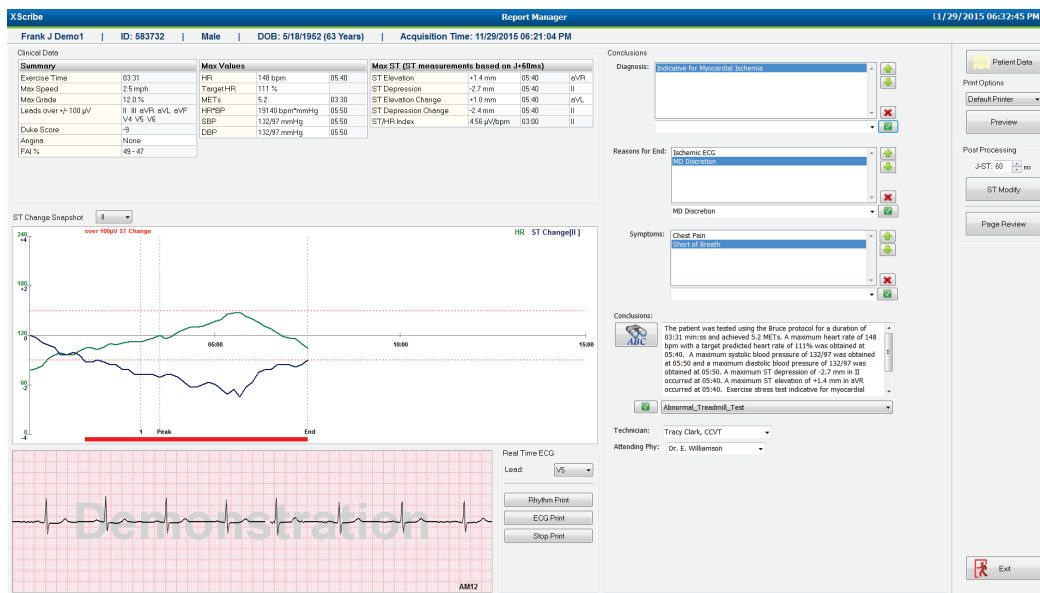 XScribe Report Manager 11/29/2015 06:32:45 PM
Frank J Demo1 | ID: 583732 | Male | DOB: 5/18/1952 (63 Years) | Acquisition Time: 11/29/2015 06:21:04 PM
Clinical Data
Summary
Exercise Time 03:31
Max Speed 2.5 mph
Max Grade 12.0 %
Leads over +/- 100 µV II III aVR aVL aVF
V4 V5 V6
Duke Score -9
Angina None
FAI % 49 - 47
Max Values
HR 148 bpm 05:40
Target HR 111 %
METs 5.2 03:30
HR*BP 19140 bpm*mmHg 05:50
SBP 132/97 mmHg 05:50
DBP 132/97 mmHg 05:50
Max ST (ST measurements based on J+60ms)
ST Elevation +1.4 mm 05:40 aVR
ST Depression -2.7 mm 05:40 II
ST Elevation Change +1.0 mm 05:40 aVL
ST Depression Change -2.4 mm 05:40 II
ST/HR Index 4.56 µV/bpm 03:00 II
ST Change Snapshot II
240
+4
over 100µV ST Change
HR ST Change[II ]
180
+2
120
0
05:00 10:00 15:00
60
-2
0
-4
1 Peak End
Demonstration
AM12
Real Time ECG
Lead: V5
Rhythm Print
ECG Print
Stop Print
Conclusions
Diagnosis: Indicative for Myocardial Ischemia
Reasons for End: Ischemic ECG
MD Discretion
MD Discretion
Symptoms: Chest Pain
Short of Breath
Conclusions:
ABC
The patient was tested using the Bruce protocol for a duration of
03:31 mm:ss and achieved 5.2 METs. A maximum heart rate of 148
bpm with a target predicted heart rate of 111% was obtained at
05:40. A maximum systolic blood pressure of 132/97 was obtained
at 05:50 and a maximum diastolic blood pressure of 132/97 was
obtained at 05:50. A maximum ST depression of -2.7 mm in II
occurred at 05:40. A maximum ST elevation of +1.4 mm in aVR
occurred at 05:40. Exercise stress test indicative for myocardial
Abnormal_Treadmill_Test
Technician: Tracy Clark, CCVT
Attending Phy: Dr. E. Williamson
Patient Data
Print Options
Default Printer
Preview
Post Processing
J-ST: 60 ms
ST Modify
Page Review
Exit